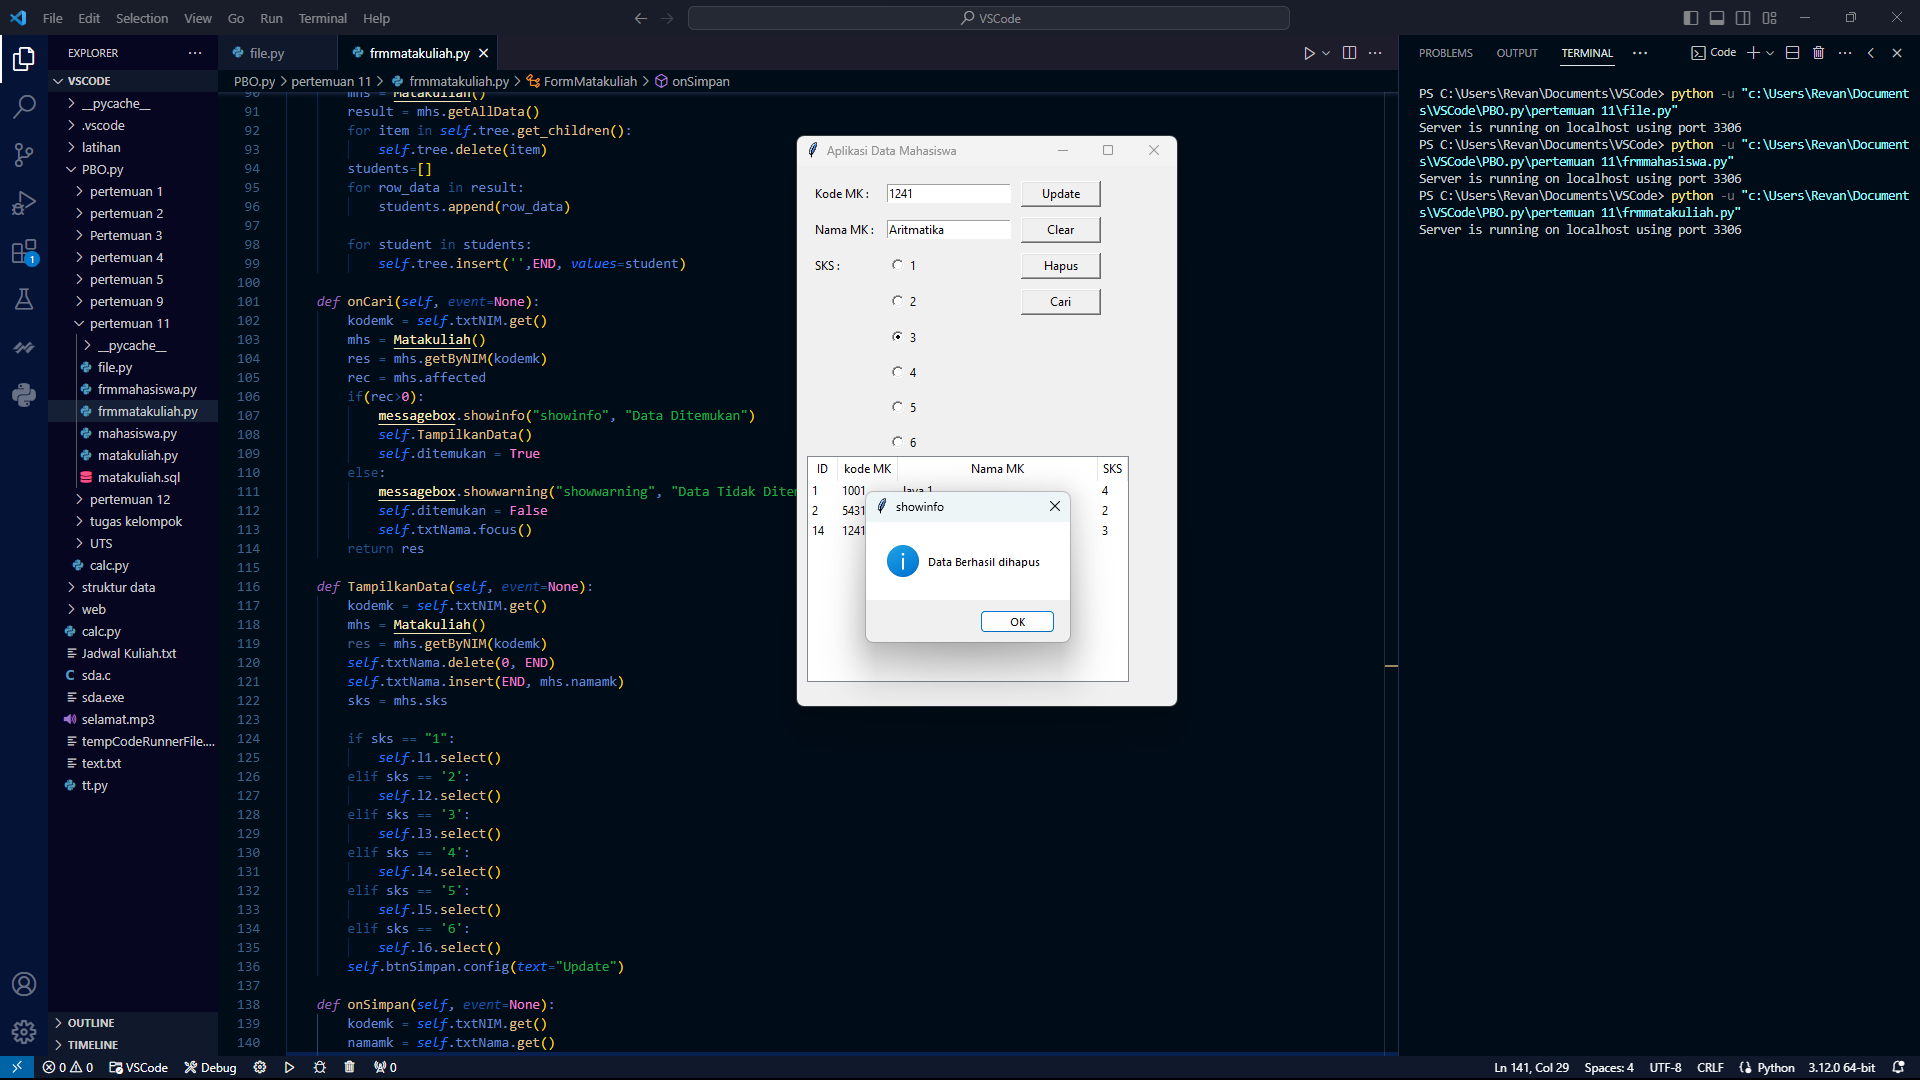 File Edit Selection View Go Run Terminal Help
VSCode
EXPLORER
VSCODE
__pycache__
.vscode
latihan
PBO.py
pertemuan 1
pertemuan 2
Pertemuan 3
pertemuan 4
pertemuan 5
pertemuan 9
pertemuan 11
__pycache__
file.py
frmmahasiswa.py
frmmatakuliah.py
mahasiswa.py
matakuliah.py
matakuliah.sql
pertemuan 12
tugas kelompok
UTS
calc.py
struktur data
web
calc.py
Jadwal Kuliah.txt
sda.c
sda.exe
selamat.mp3
tempCodeRunnerFile....
text.txt
tt.py
OUTLINE
TIMELINE
1
file.py
frmmatakuliah.py
PBO.py > pertemuan 11 > frmmatakuliah.py > FormMatakuliah > onSimpan
90 mhs = Matakuliah()
91 result = mhs.getAllData()
92 for item in self.tree.get_children():
93 self.tree.delete(item)
94 students=[]
95 for row_data in result:
96 students.append(row_data)
97
98 for student in students:
99 self.tree.insert('',END, values=student)
100
101 def onCari(self, event=None):
102 kodemk = self.txtNIM.get()
103 mhs = Matakuliah()
104 res = mhs.getByNIM(kodemk)
105 rec = mhs.affected
106 if(rec>0):
107 messagebox.showinfo("showinfo", "Data Ditemukan")
108 self.TampilkanData()
109 self.ditemukan = True
110 else:
111 messagebox.showwarning("showwarning", "Data Tidak Ditem
112 self.ditemukan = False
113 self.txtNama.focus()
114 return res
115
116 def TampilkanData(self, event=None):
117 kodemk = self.txtNIM.get()
118 mhs = Matakuliah()
119 res = mhs.getByNIM(kodemk)
120 self.txtNama.delete(0, END)
121 self.txtNama.insert(END, mhs.namamk)
122 sks = mhs.sks
123
124 if sks == "1":
125 self.l1.select()
126 elif sks == '2':
127 self.l2.select()
128 elif sks == '3':
129 self.l3.select()
130 elif sks == '4':
131 self.l4.select()
132 elif sks == '5':
133 self.l5.select()
134 elif sks == '6':
135 self.l6.select()
136 self.btnSimpan.config(text="Update")
137
138 def onSimpan(self, event=None):
139 kodemk = self.txtNIM.get()
140 namamk = self.txtNama.get()
Aplikasi Data Mahasiswa
Kode MK : 1241 Update
Nama MK : Aritmatika Clear
SKS : 1 Hapus
2 Cari
3
4
5
6
ID kode MK Nama MK SKS
1 1001 Java 1 4
2 5431 2
14 1241 3
showinfo
Data Berhasil dihapus
OK
PROBLEMS OUTPUT TERMINAL
Code
PS C:\Users\Revan\Documents\VSCode> python -u "c:\Users\Revan\Document
s\VSCode\PBO.py\pertemuan 11\file.py"
Server is running on localhost using port 3306
PS C:\Users\Revan\Documents\VSCode> python -u "c:\Users\Revan\Document
s\VSCode\PBO.py\pertemuan 11\frmmahasiswa.py"
Server is running on localhost using port 3306
PS C:\Users\Revan\Documents\VSCode> python -u "c:\Users\Revan\Document
s\VSCode\PBO.py\pertemuan 11\frmmatakuliah.py"
Server is running on localhost using port 3306
0 0 VSCode Debug 0
Ln 141, Col 29 Spaces: 4 UTF-8 CRLF Python 3.12.0 64-bit